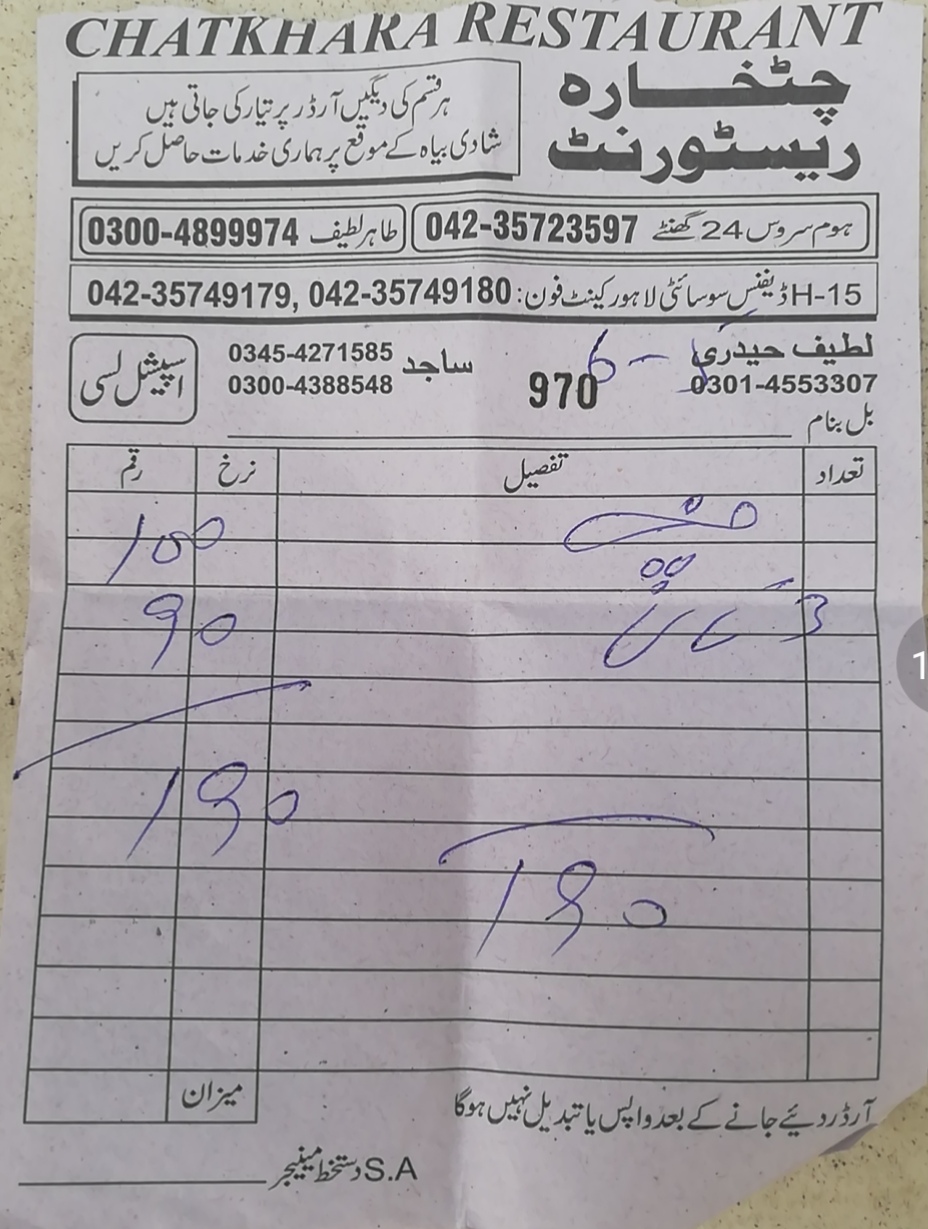 CHATKHARA RESTAURANT
چٹخارہ
ریسٹورنٹ
ہر قسم کی دیگیں آرڈر پر تیار کی جاتی ہیں
شادی بیاہ کے موقع پر ہماری خدمات حاصل کریں
ہوم سروس 24 گھنٹے 042-35723597
طاہر لطیف 0300-4899974
H-15 ڈیفنس سوسائٹی لاہور کینٹ فون: 042-35749180 ,042-35749179
لطیف حیدری
0301-4553307
6
970
ساجد 0345-4271585
0300-4388548
اسپیشل لسی
بل بنام
تعداد تفصیل نرخ رقم
100
3 90
190
190
میزان
آرڈر دئیے جانے کے بعد واپس یا تبدیل نہیں ہوگا
S.A دستخط مینیجر
1